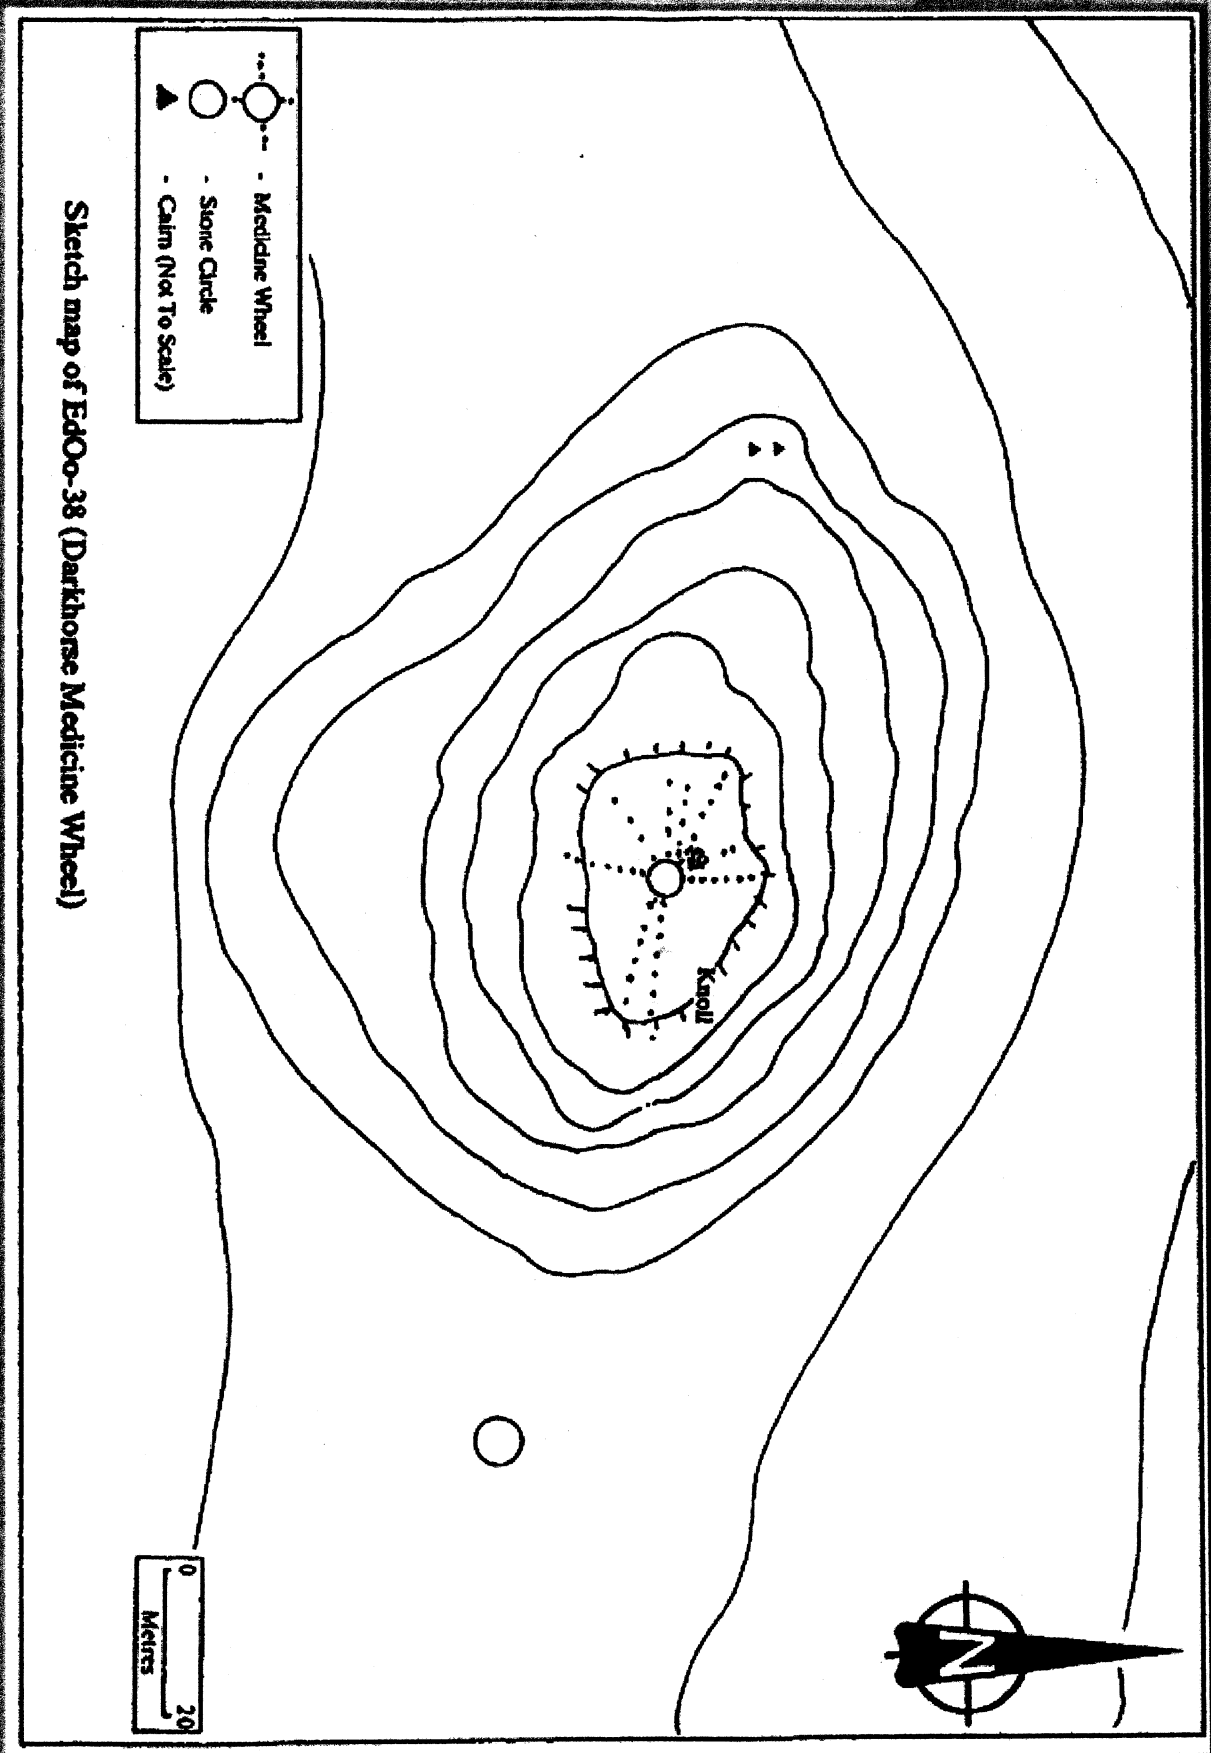 - Medicine Wheel
- Stone Circle
- Cairn (Not To Scale)
Knoll
N
0 20
Metres
Sketch map of EdOo-38 (Darkhorse Medicine Wheel)